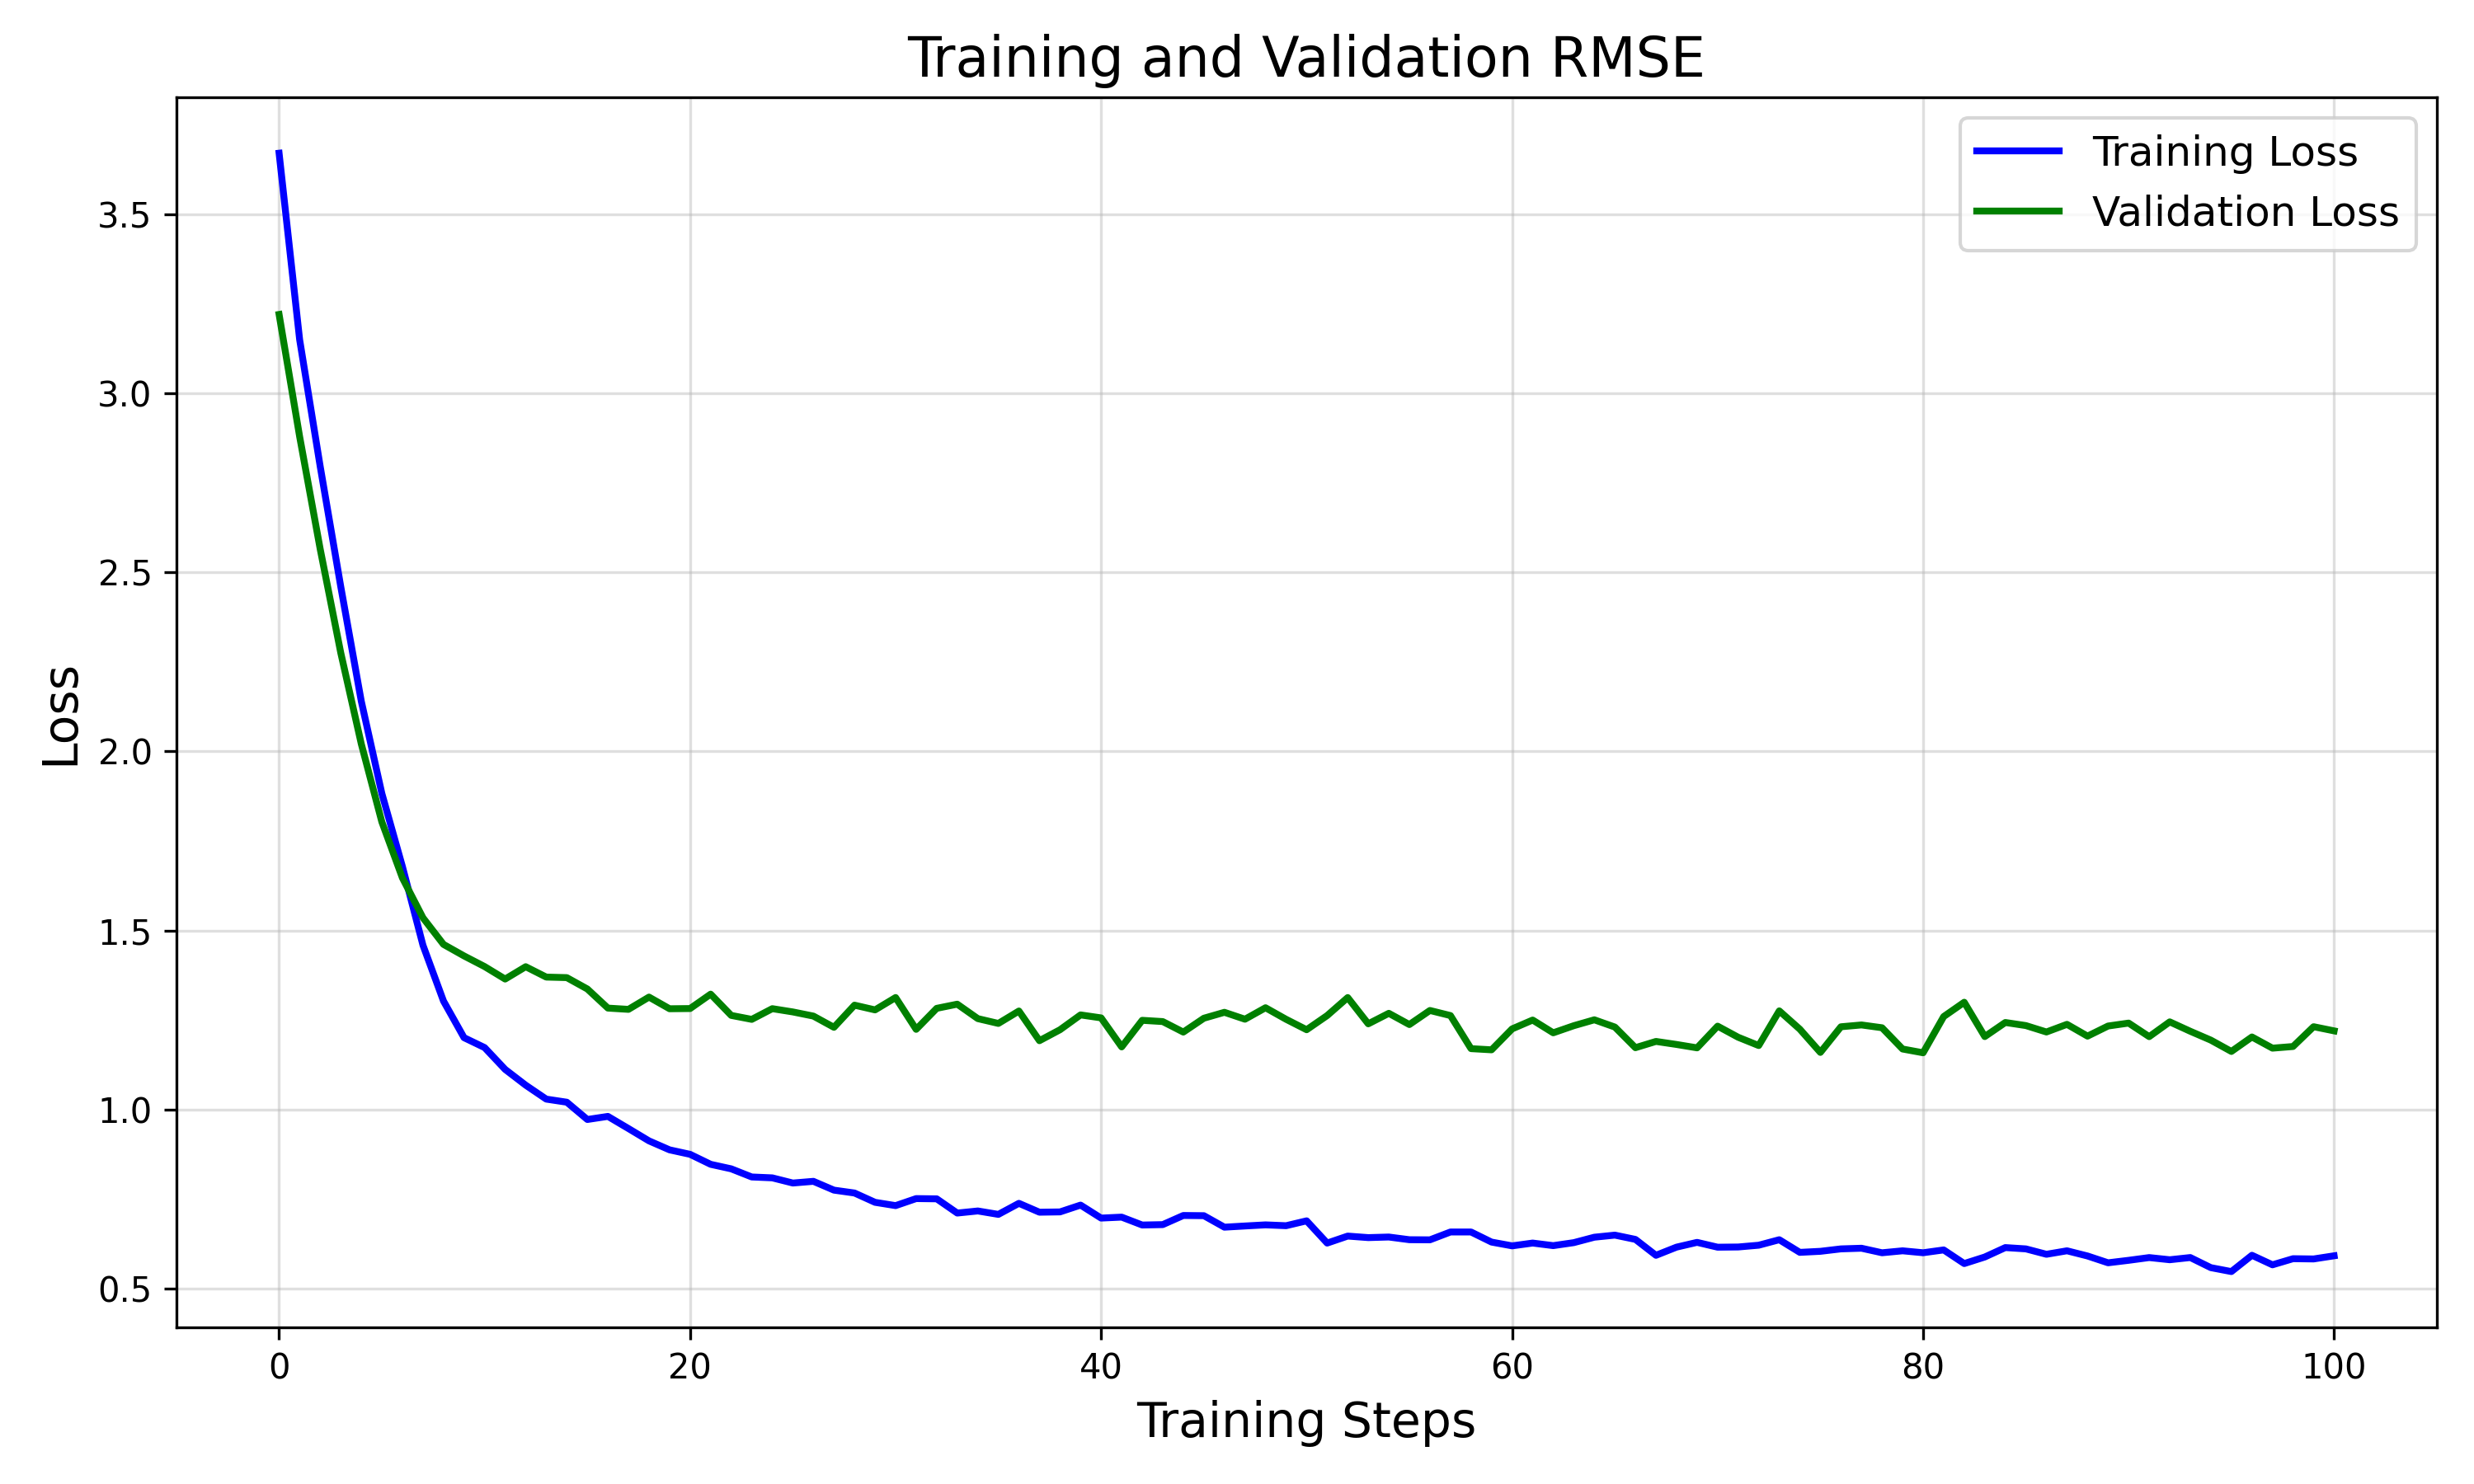 Training and Validation RMSE
Training Loss
Validation Loss
3.5
3.0
2.5
2.0
1.5
1.0
0.5
Loss
0 20 40 60 80 100
Training Steps